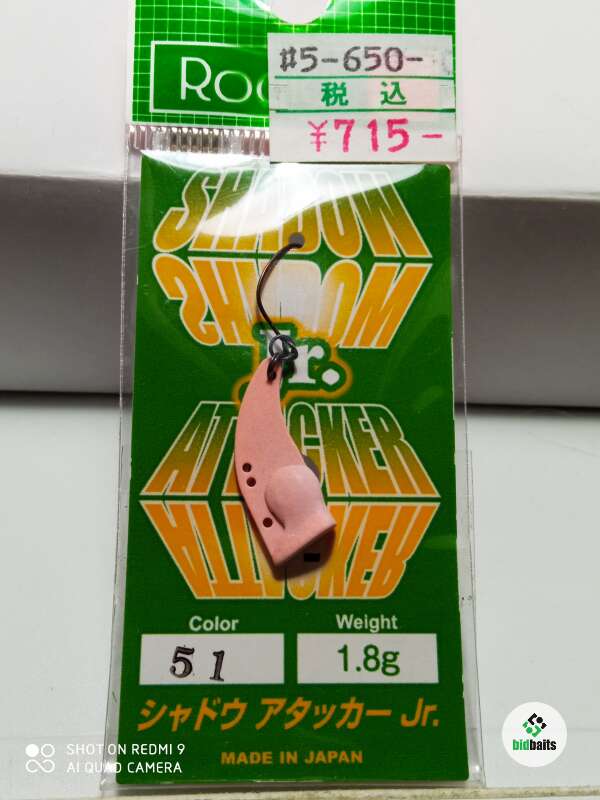 #5-650-
税 込
¥715-
SHADOW
SHADOW
Jr.
ATTACKER
ATTACKER
Color
Weight
51
1.8g
シャドウ アタッカー Jr.
MADE IN JAPAN
SHOT ON REDMI 9
AI QUAD CAMERA
bidbaits